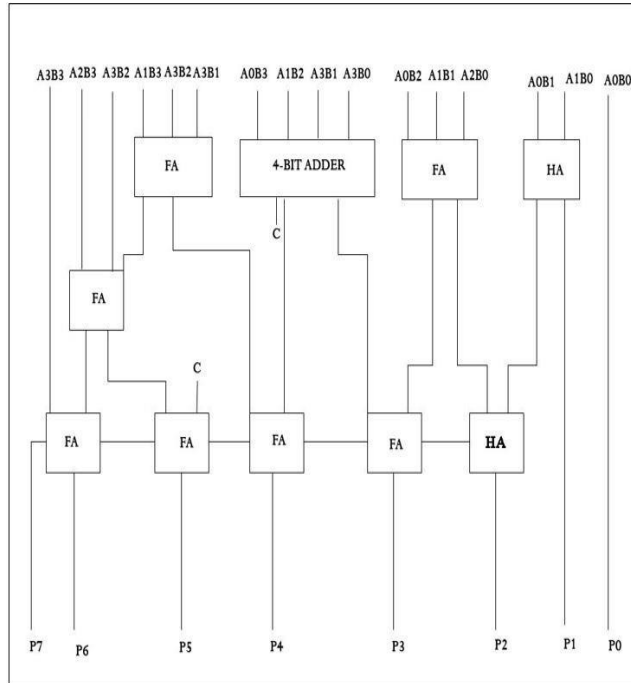 A3B3 A2B3 A3B2 A1B3 A3B2 A3B1 A0B3 A1B2 A3B1 A3B0 A0B2 A1B1 A2B0 A0B1 A1B0 A0B0
FA 4-BIT ADDER FA HA
C
FA
C
FA FA FA FA HA
P7 P6 P5 P4 P3 P2 P1 P0